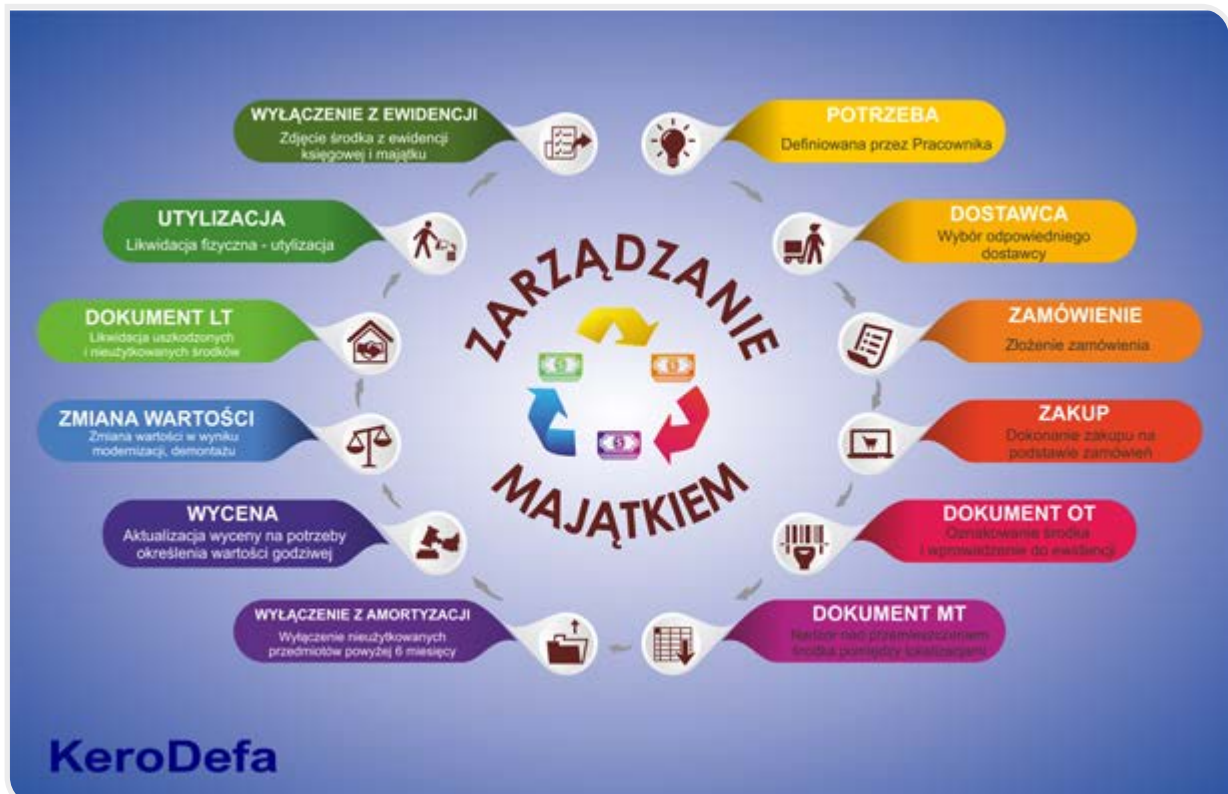 POTRZEBA
Definiowana przez Pracownika
DOSTAWCA
Wybór odpowiedniego
dostawcy
ZAMÓWIENIE
Złożenie zamówienia
ZAKUP
Dokonanie zakupu na
podstawie zamówień
DOKUMENT OT
Oznakowanie środka
i wprowadzenie do ewidencji
DOKUMENT MT
Nadzór nad przemieszczeniem
środka pomiędzy lokalizacjami
WYŁĄCZENIE Z AMORTYZACJI
Wyłączenie nieużytkowanych
przedmiotów powyżej 6 miesięcy
WYCENA
Aktualizacja wyceny na potrzeby
określenia wartości godziwej
ZMIANA WARTOŚCI
Zmiana wartości w wyniku
modernizacji, demontażu
DOKUMENT LT
Likwidacja uszkodzonych
i nieużytkowanych środków
UTYLIZACJA
Likwidacja fizyczna - utylizacja
WYŁĄCZENIE Z EWIDENCJI
Zdjęcie środka z ewidencji
księgowej i majątku
ZARZĄDZANIE
MAJĄTKIEM
KeroDefa